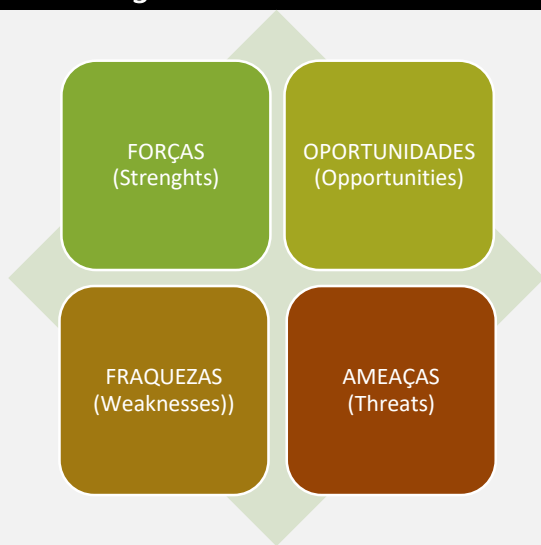 FORÇAS
(Strenghts)
OPORTUNIDADES
(Opportunities)
FRAQUEZAS
(Weaknesses))
AMEAÇAS
(Threats)